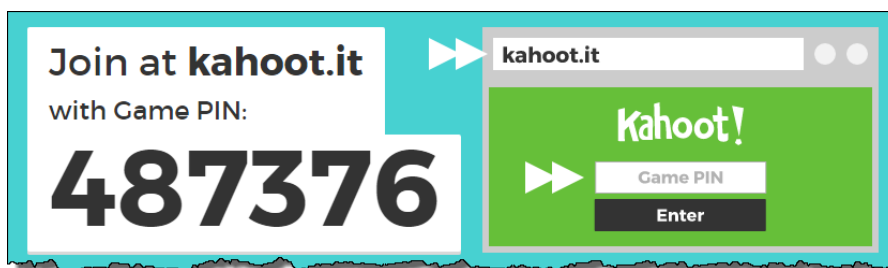 Join at kahoot.it
with Game PIN:
487376
kahoot.it
Kahoot!
Game PIN
Enter